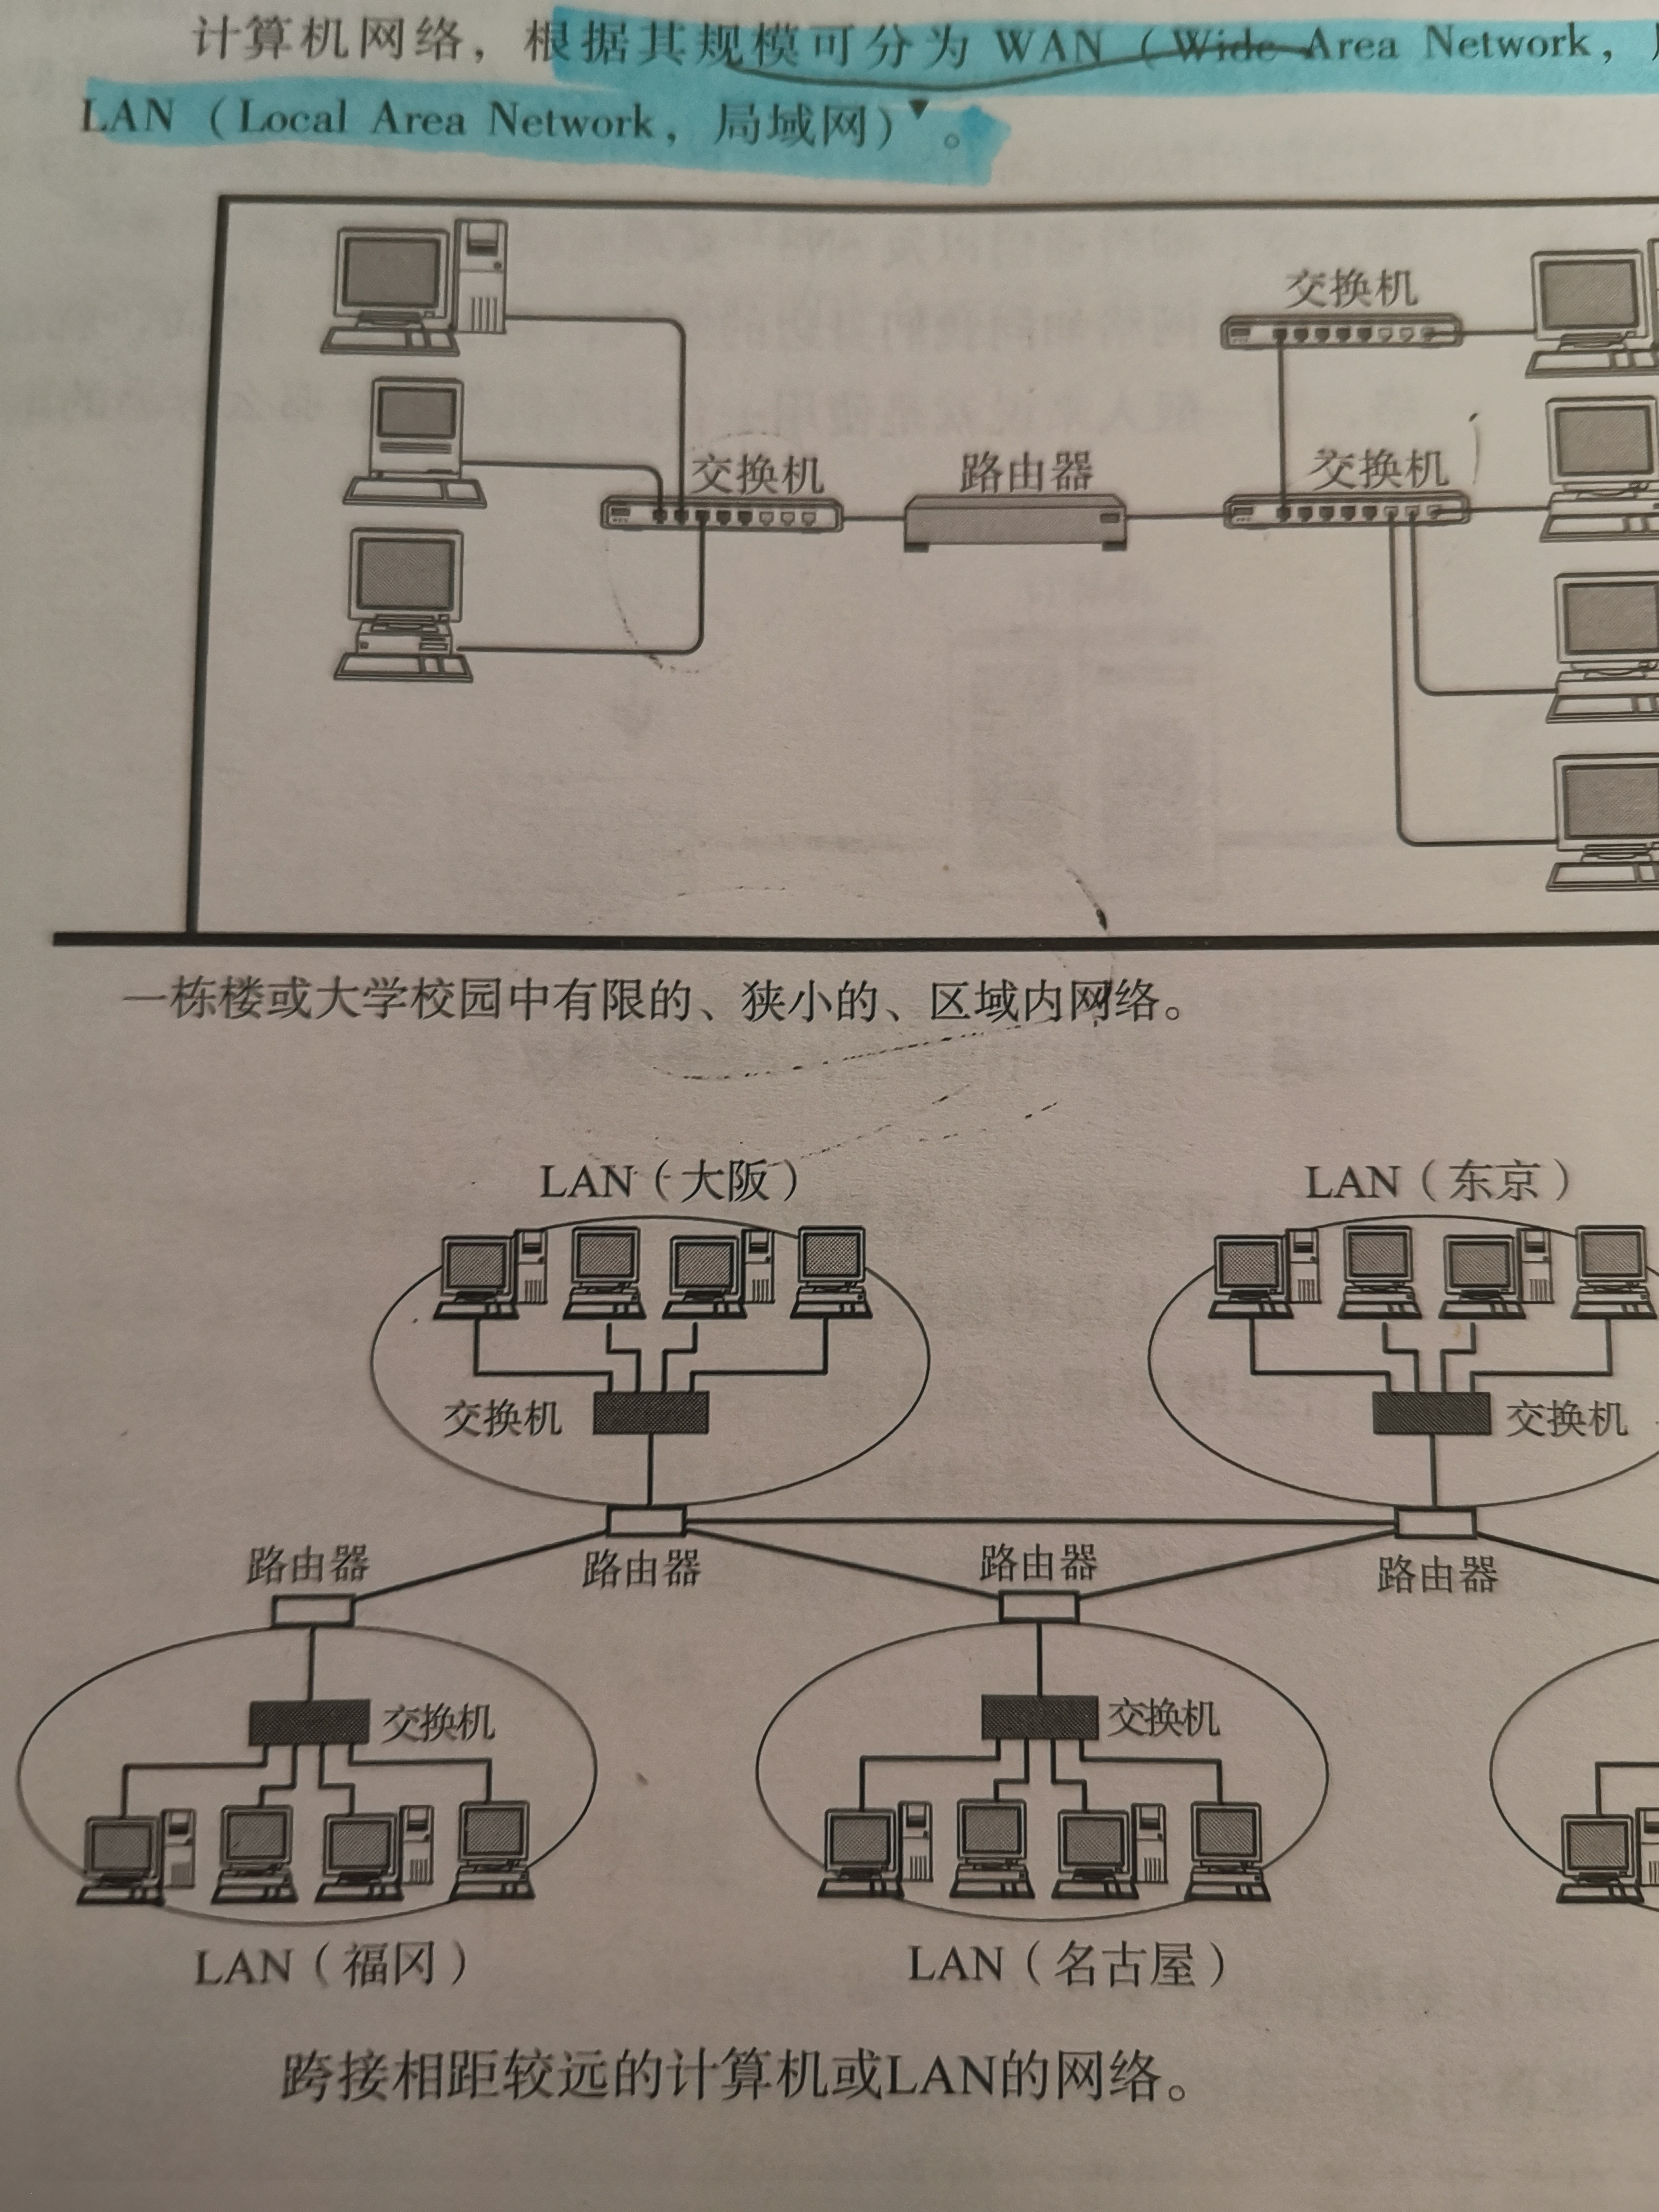 计算机网络，根据其规模可分为 WAN（Wide Area Network，
LAN（Local Area Network，局域网）▼。
交换机
交换机
路由器
交换机
一栋楼或大学校园中有限的、狭小的、区域内网络。
LAN（大阪）
LAN（东京）
交换机
交换机
路由器
路由器
路由器
路由器
交换机
交换机
LAN（福冈）
LAN（名古屋）
跨接相距较远的计算机或LAN的网络。